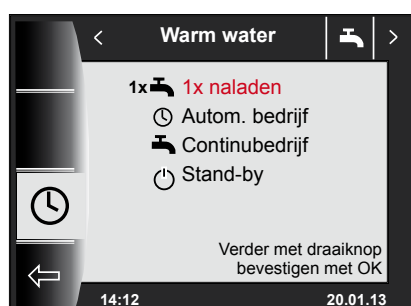 < Warm water >
1x 1x naladen
Autom. bedrijf
Continubedrijf
Stand-by
Verder met draaiknop
bevestigen met OK
14:12 20.01.13